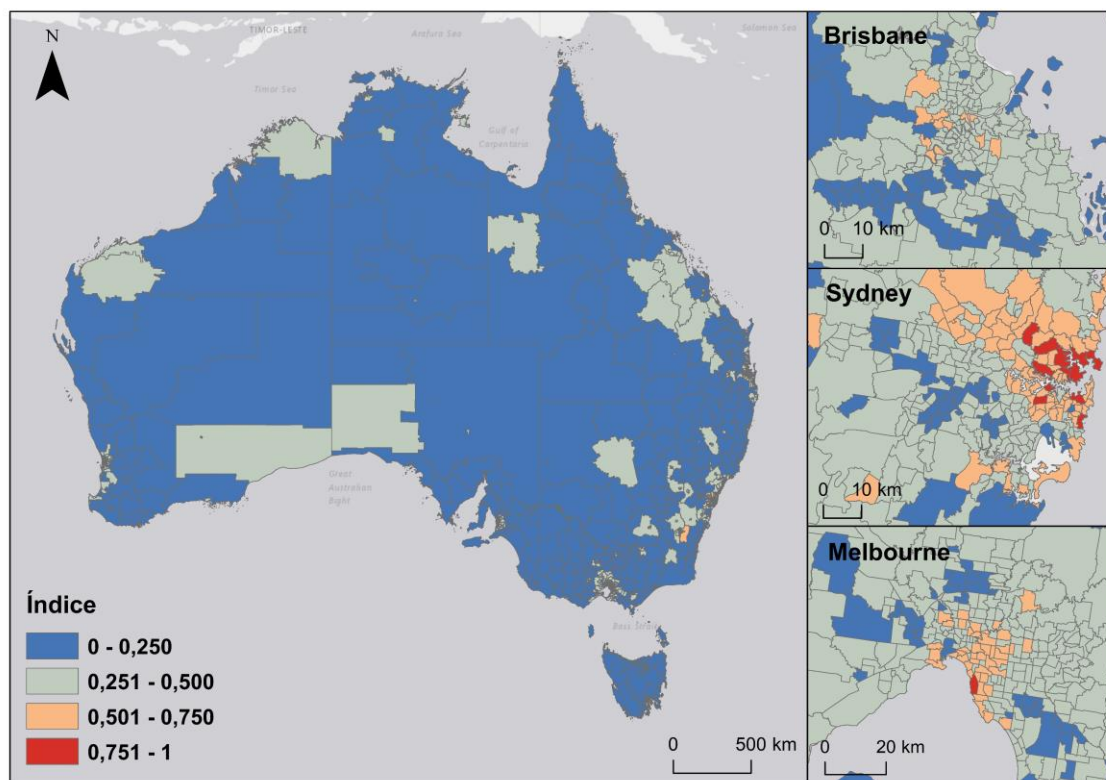 N
TIMOR-LESTE
Arafura Sea
Solomon Sea
Timor Sea
Gulf of
Carpentaria
Great
Australian
Bight
Bass Strait
Índice
0 - 0,250
0,251 - 0,500
0,501 - 0,750
0,751 - 1
0 500 km
Brisbane
0 10 km
Sydney
0 10 km
Melbourne
0 20 km